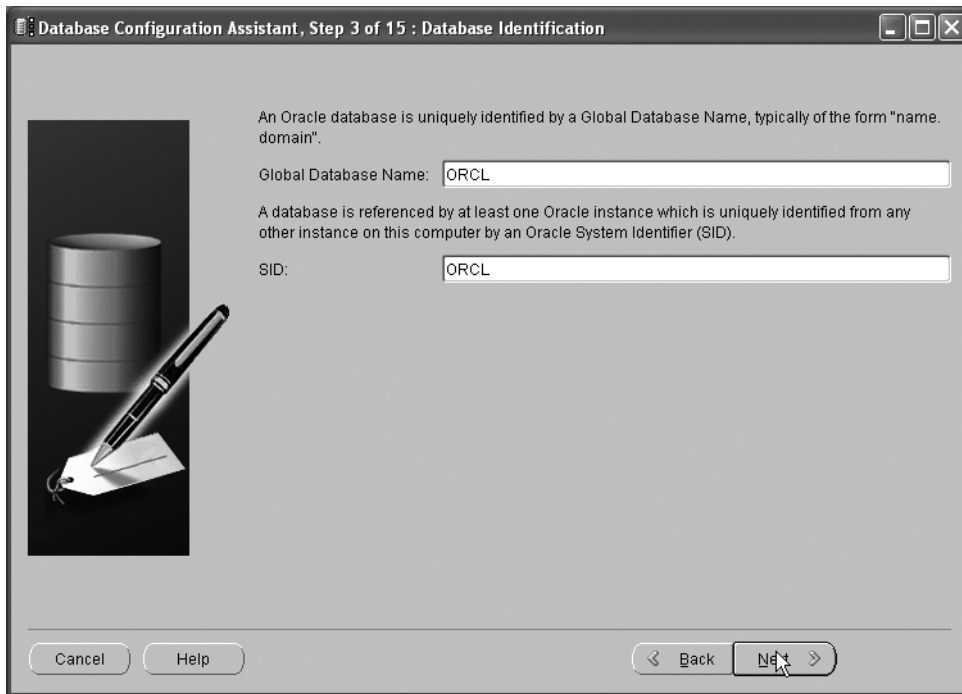 Database Configuration Assistant, Step 3 of 15 : Database Identification
An Oracle database is uniquely identified by a Global Database Name, typically of the form "name.
domain".
Global Database Name: ORCL
A database is referenced by at least one Oracle instance which is uniquely identified from any
other instance on this computer by an Oracle System Identifier (SID).
SID: ORCL
Cancel Help Back Next